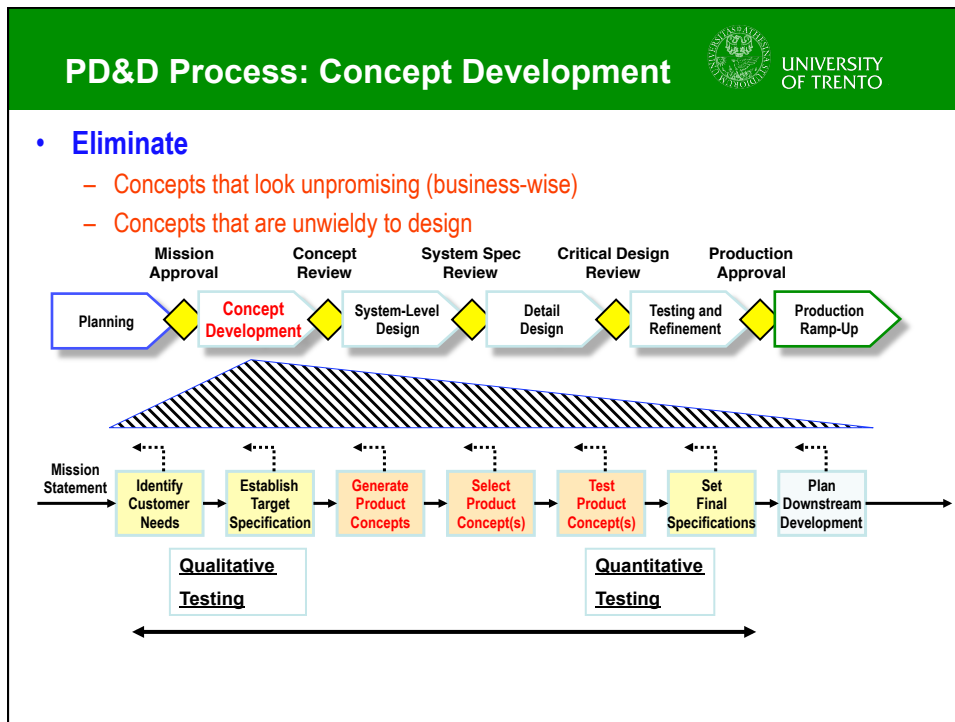 PD&D Process: Concept Development
UNIVERSITY
OF TRENTO
• Eliminate
– Concepts that look unpromising (business-wise)
– Concepts that are unwieldy to design
Mission
Approval
Concept
Review
System Spec
Review
Critical Design
Review
Production
Approval
Planning
Concept
Development
System-Level
Design
Detail
Design
Testing and
Refinement
Production
Ramp-Up
Mission
Statement
Identify
Customer
Needs
Establish
Target
Specification
Generate
Product
Concepts
Select
Product
Concept(s)
Test
Product
Concept(s)
Set
Final
Specifications
Plan
Downstream
Development
Qualitative
Testing
Quantitative
Testing